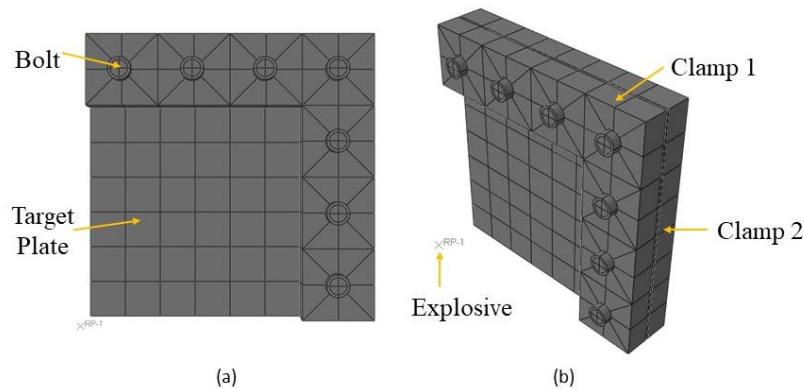 Bolt
Target
Plate
RP-1
(a)
Clamp 1
Clamp 2
RP-1
Explosive
(b)